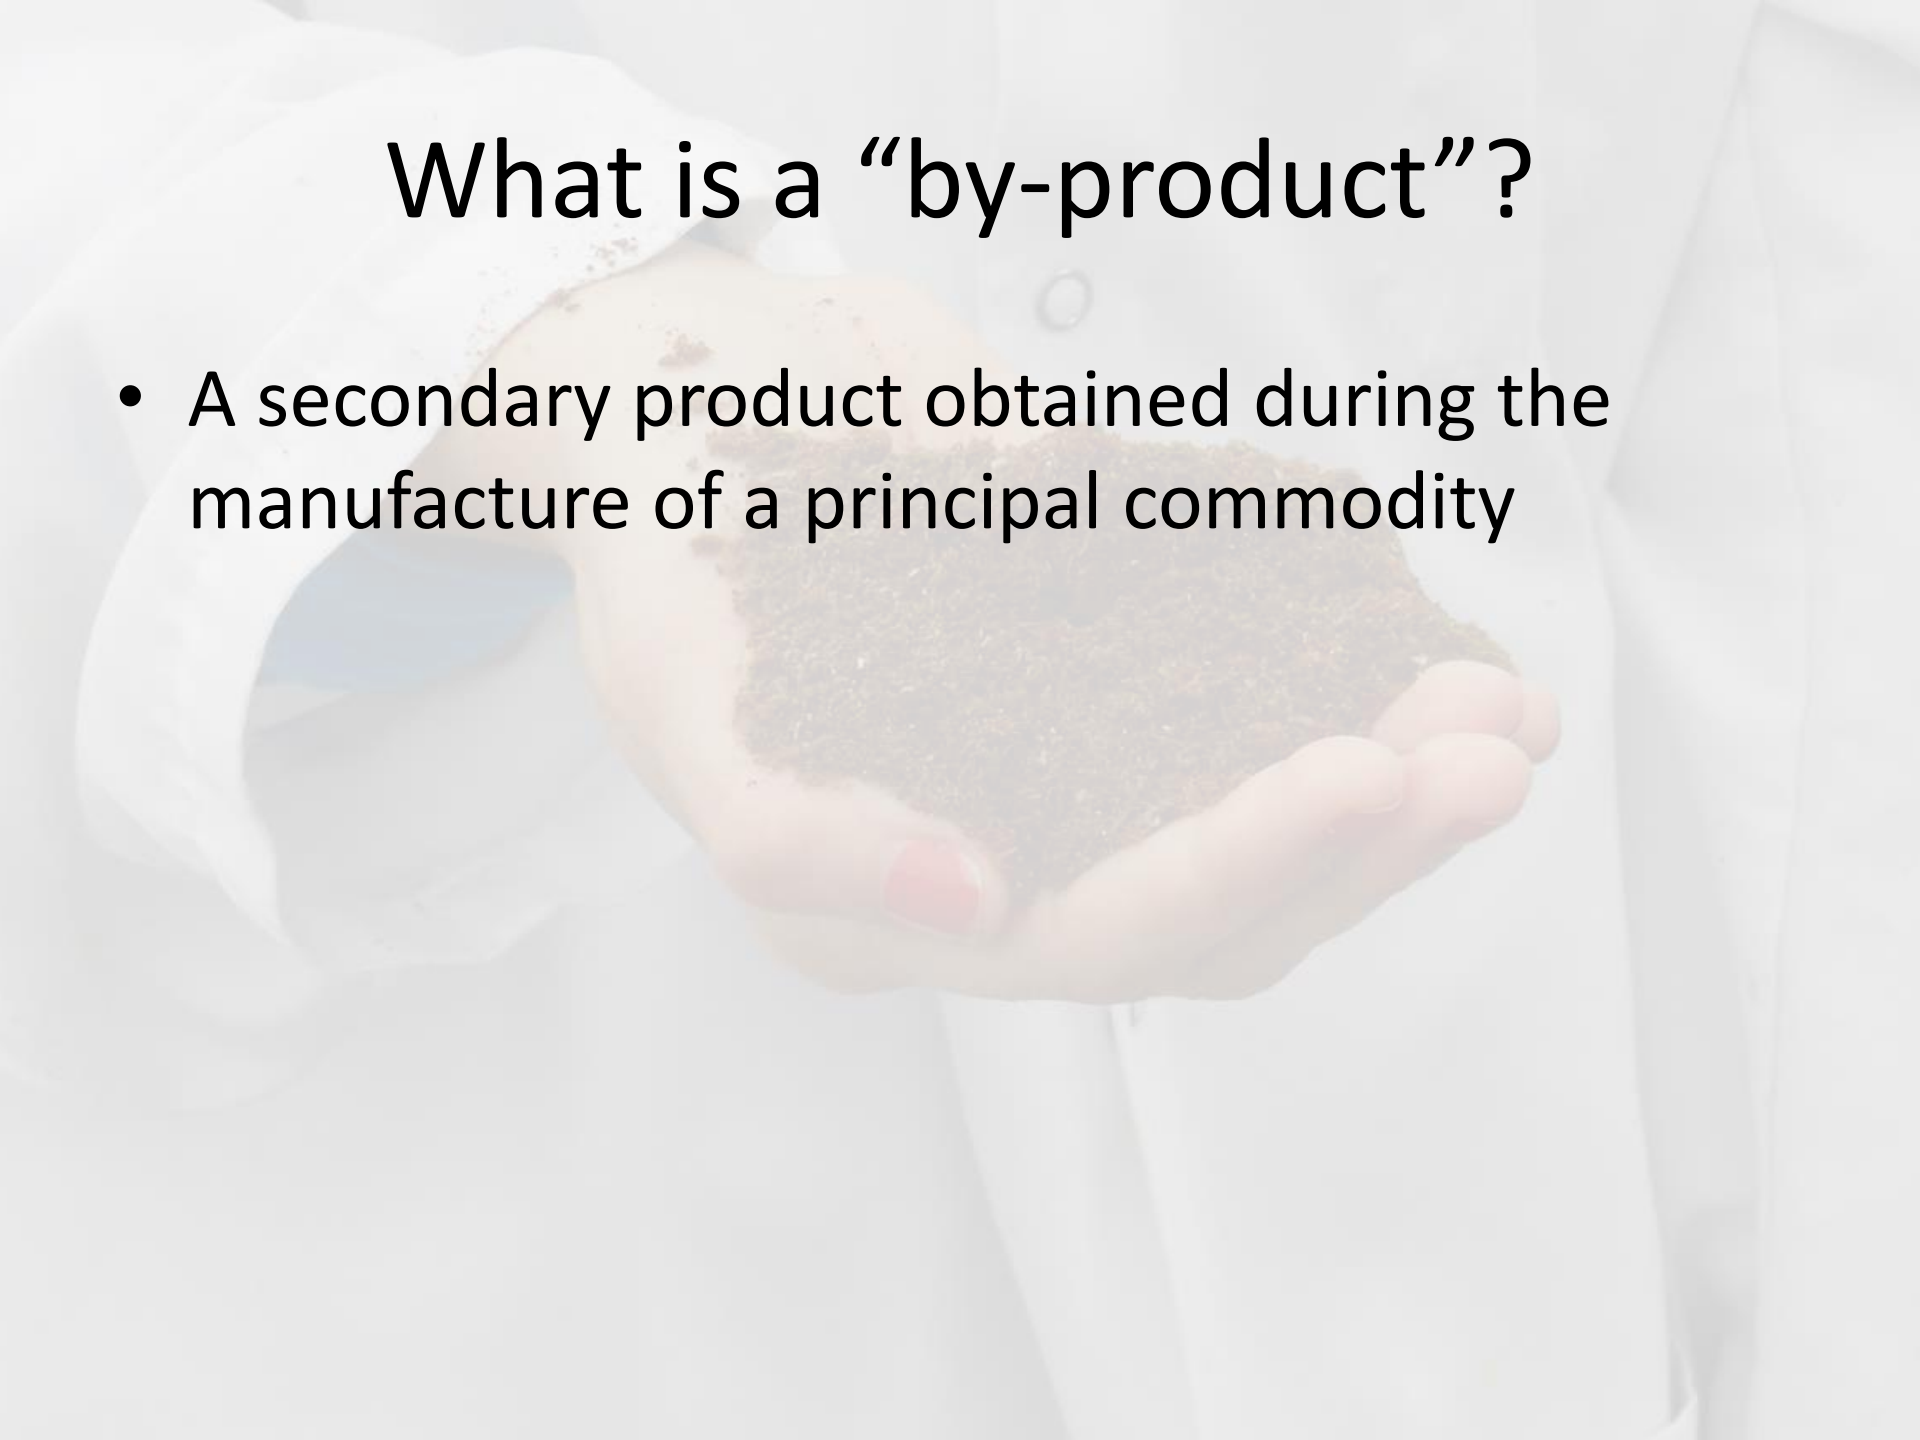 What is a “by-product”?
• A secondary product obtained during the
manufacture of a principal commodity